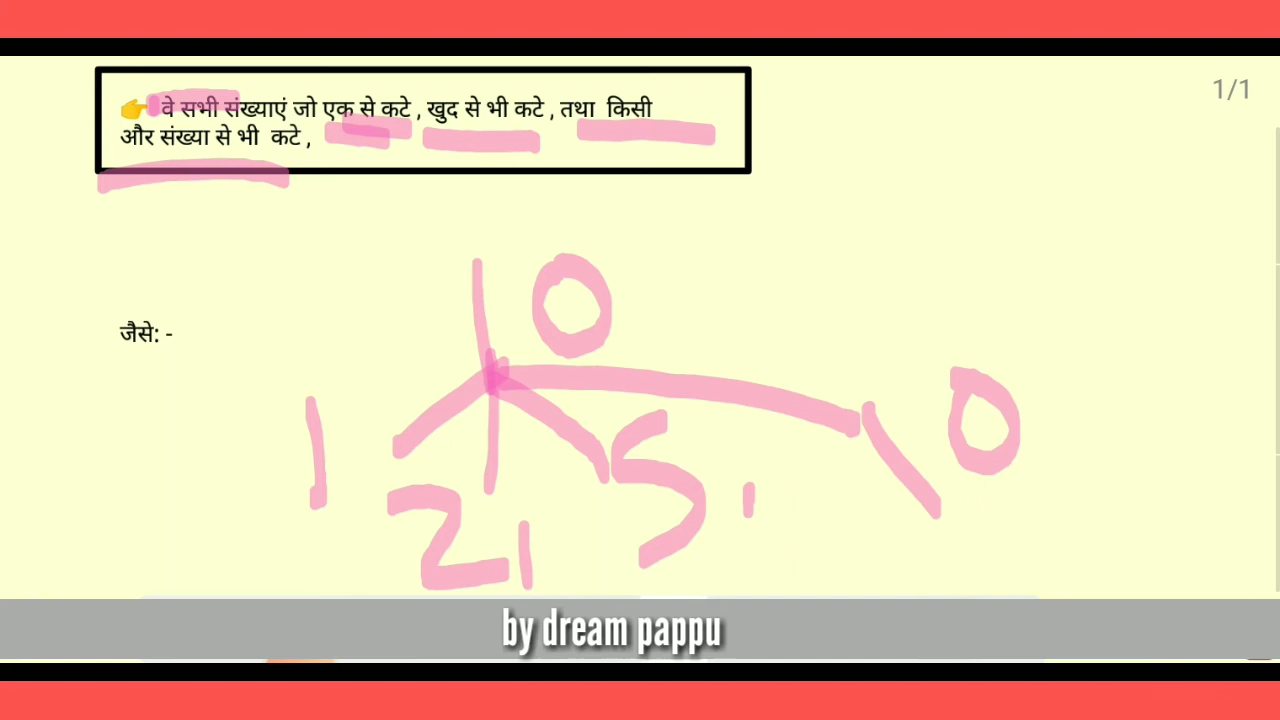 1/1
👉 वे सभी संख्याएं जो एक से कटे , खुद से भी कटे , तथा किसी
और संख्या से भी कटे ,
10
जैसे: -
1 2, 5, 10
by dream pappu